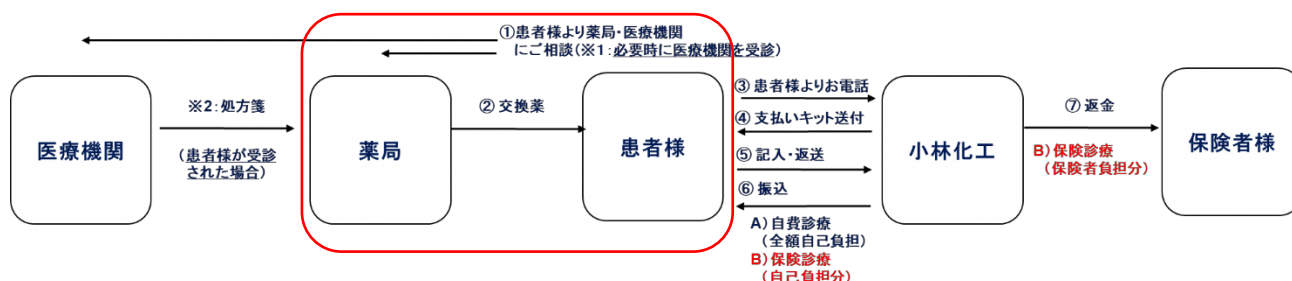 ①患者様より薬局・医療機関
にご相談(※1:必要時に医療機関を受診)
医療機関
※2:処方箋
(患者様が受診
された場合)
薬局
② 交換薬
患者様
③ 患者様よりお電話
④ 支払いキット送付
⑤ 記入・返送
⑥ 振込
A)自費診療
(全額自己負担)
B)保険診療
(自己負担分)
小林化工
⑦ 返金
B)保険診療
(保険者負担分)
保険者様